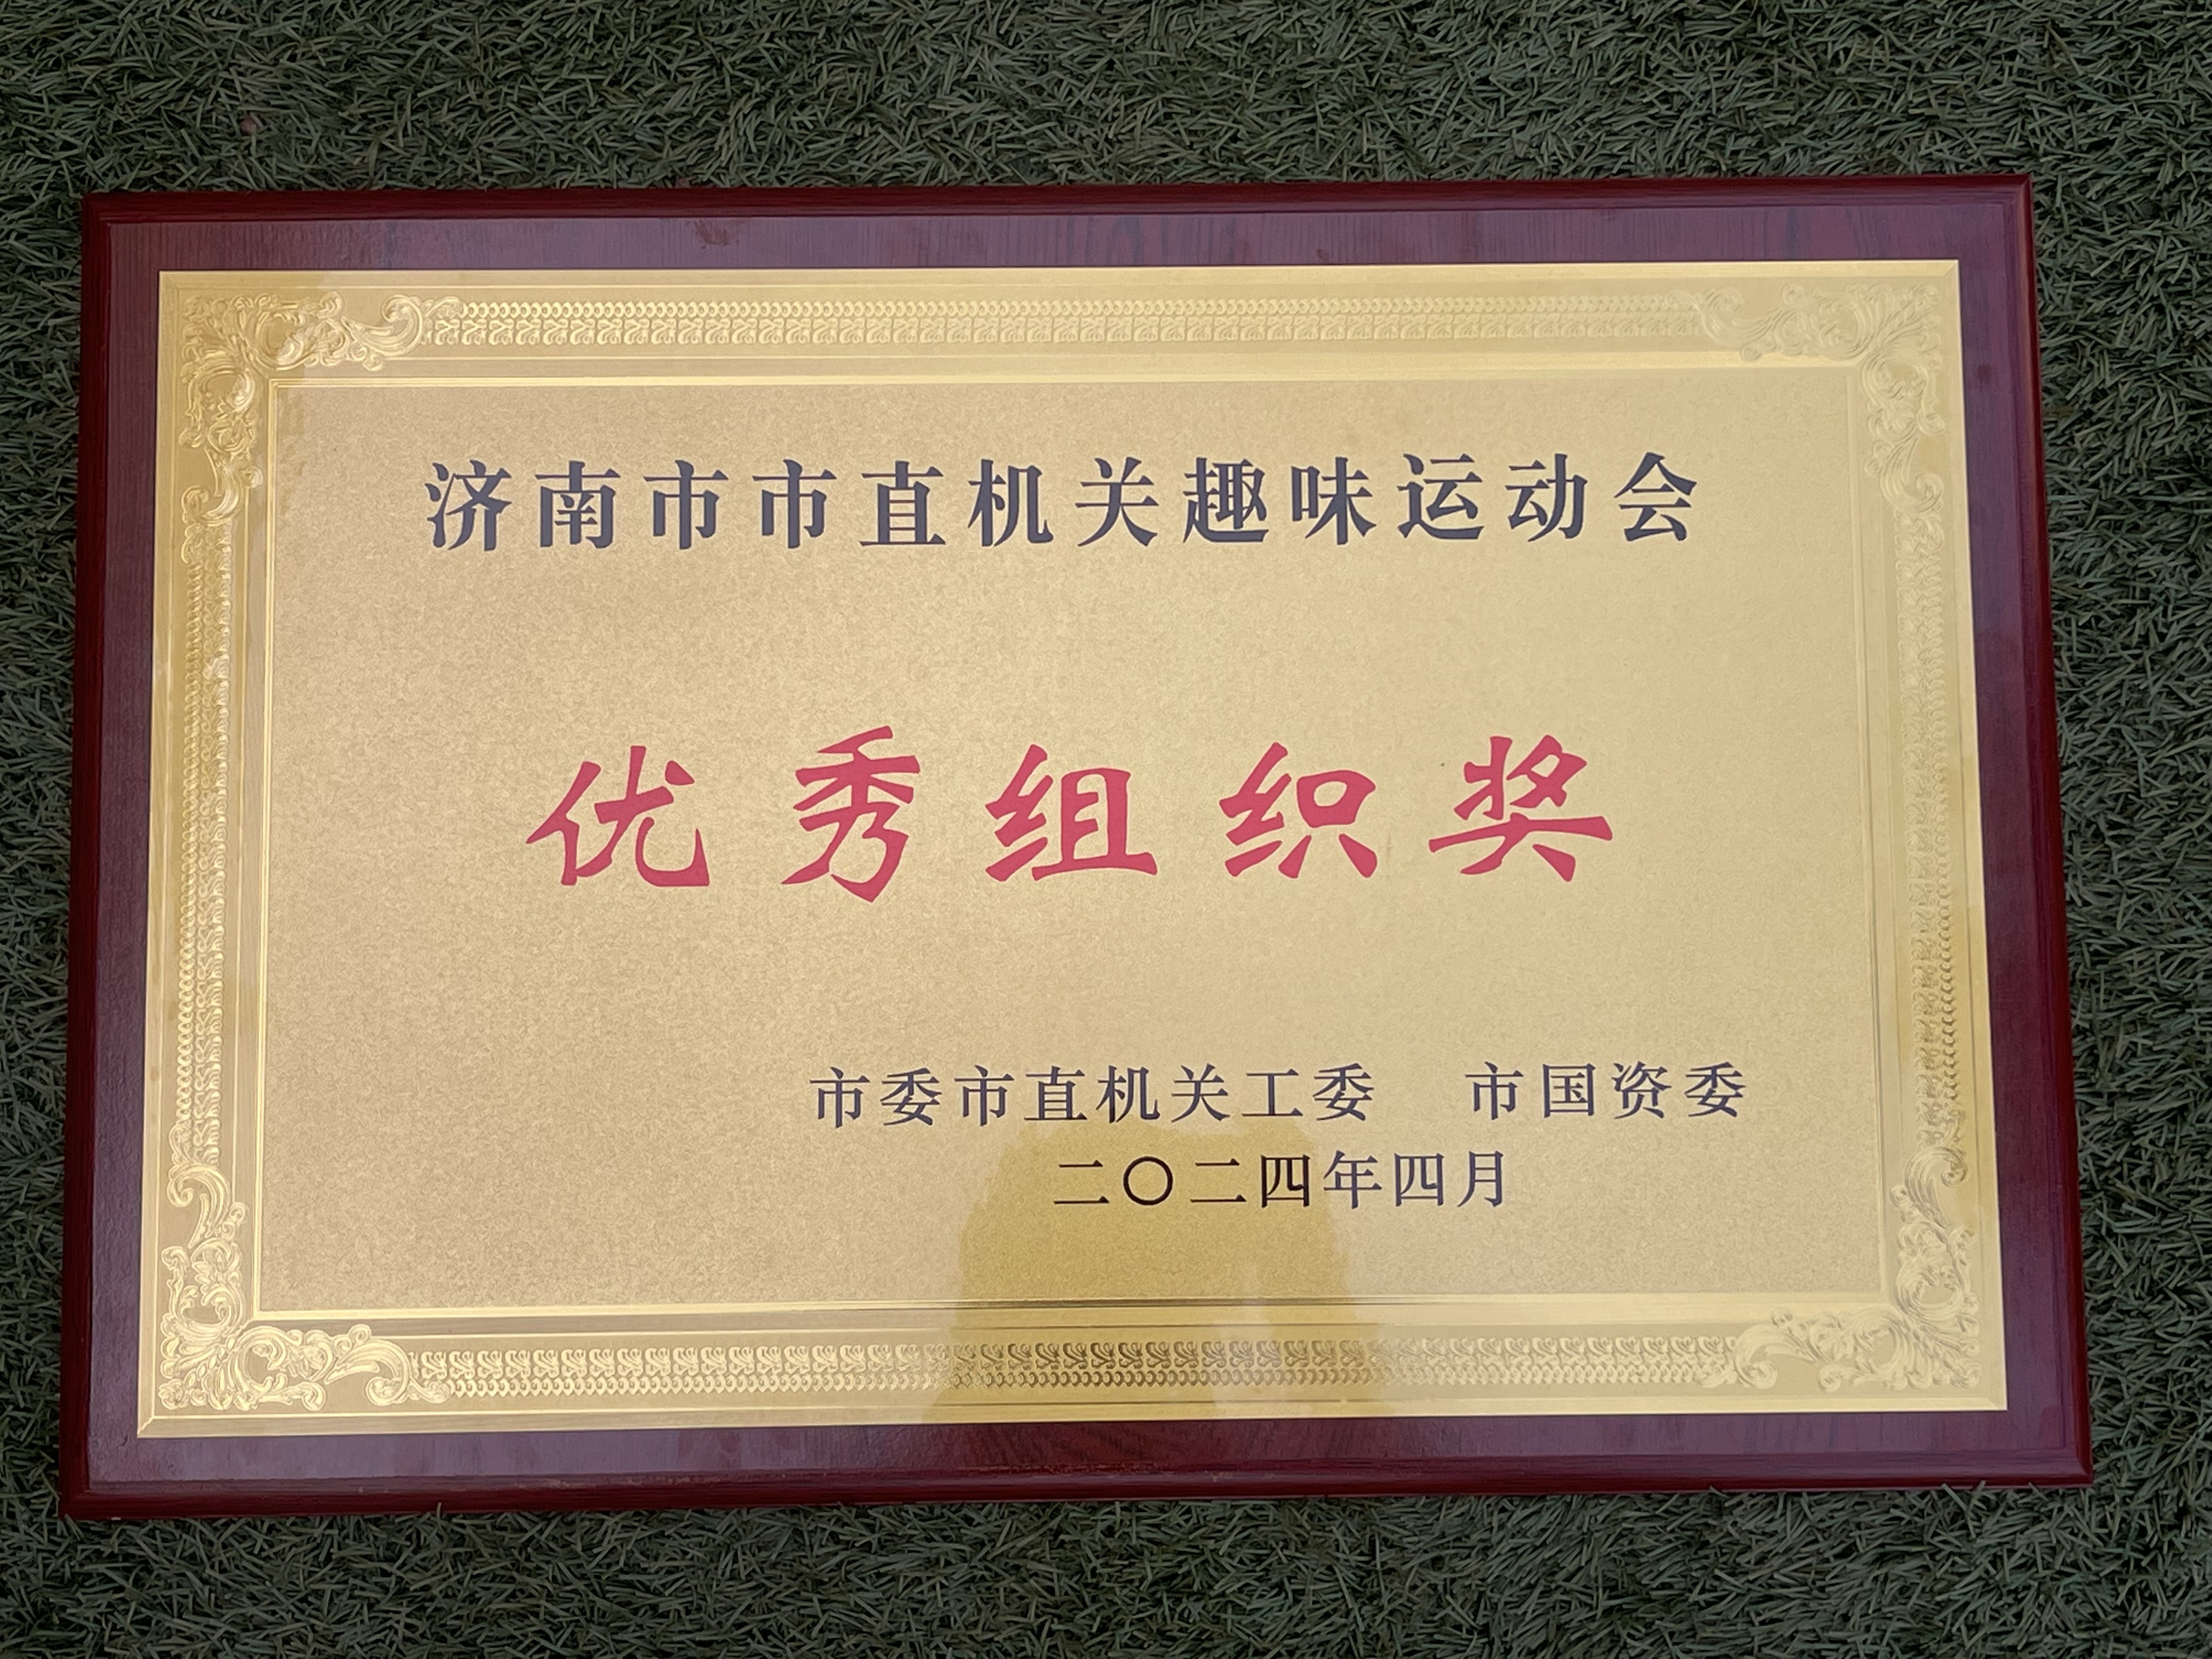 济南市市直机关趣味运动会
优秀组织奖
市委市直机关工委 市国资委
二〇二四年四月